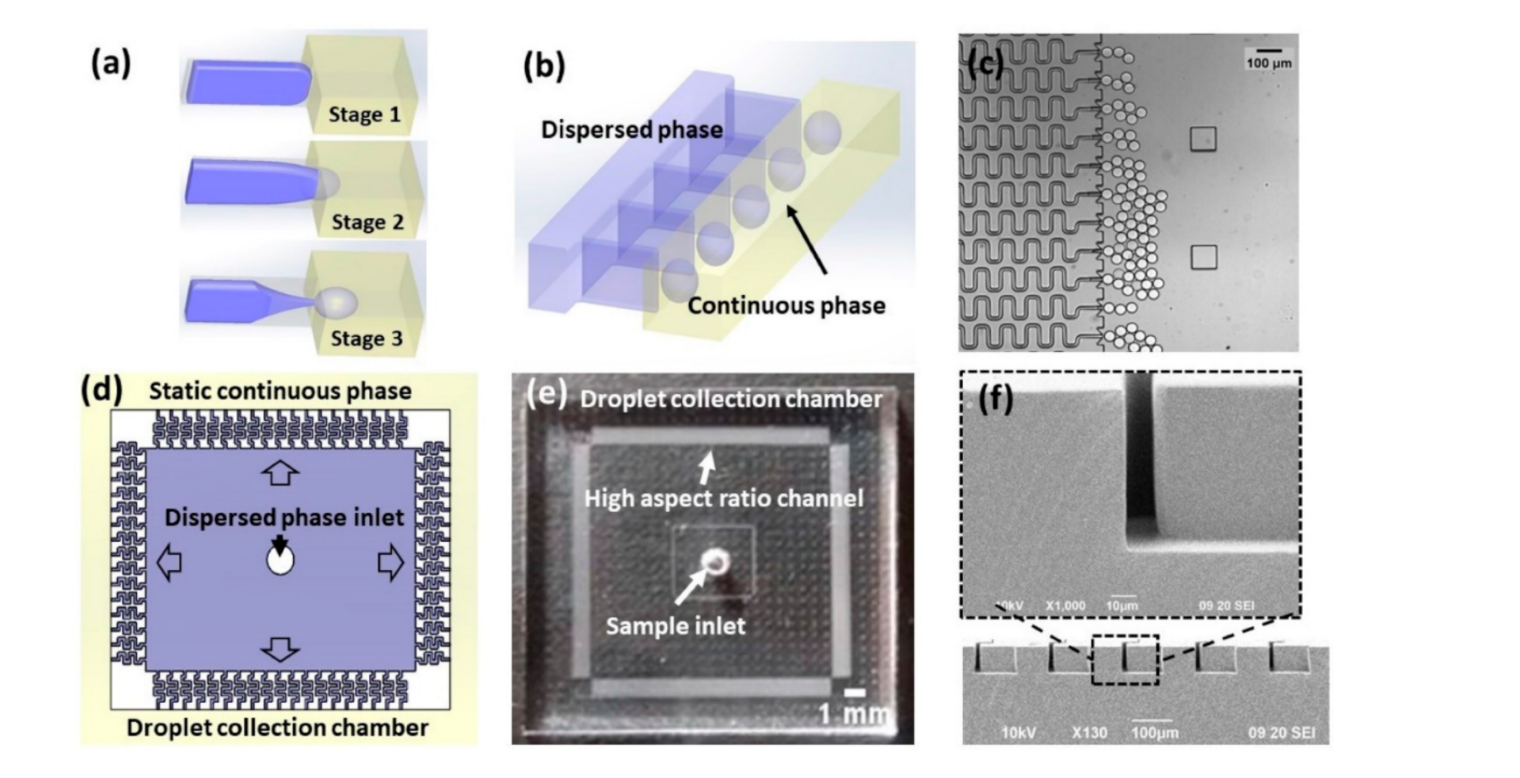 (a)
Stage 1
Stage 2
Stage 3
(b)
Dispersed phase
Continuous phase
(c)
100 µm
(d)
Static continuous phase
Dispersed phase inlet
Droplet collection chamber
(e)
Droplet collection chamber
High aspect ratio channel
Sample inlet
1 mm
(f)
10kV X1,000 10µm 09 20 SEI
10kV X130 100µm 09 20 SEI